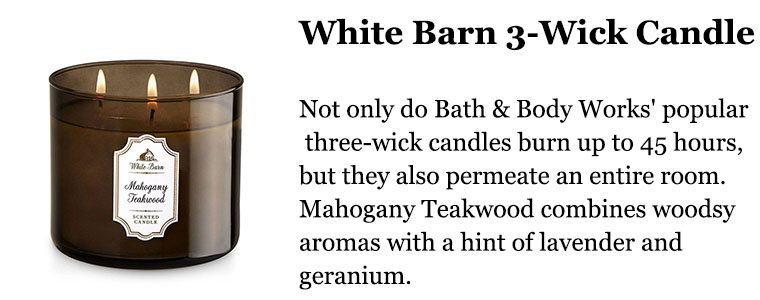 White Barn 3-Wick Candle
Not only do Bath & Body Works' popular
three-wick candles burn up to 45 hours,
but they also permeate an entire room.
Mahogany Teakwood combines woodsy
aromas with a hint of lavender and
geranium.
White Barn
Mahogany
Teakwood
SCENTED
CANDLE